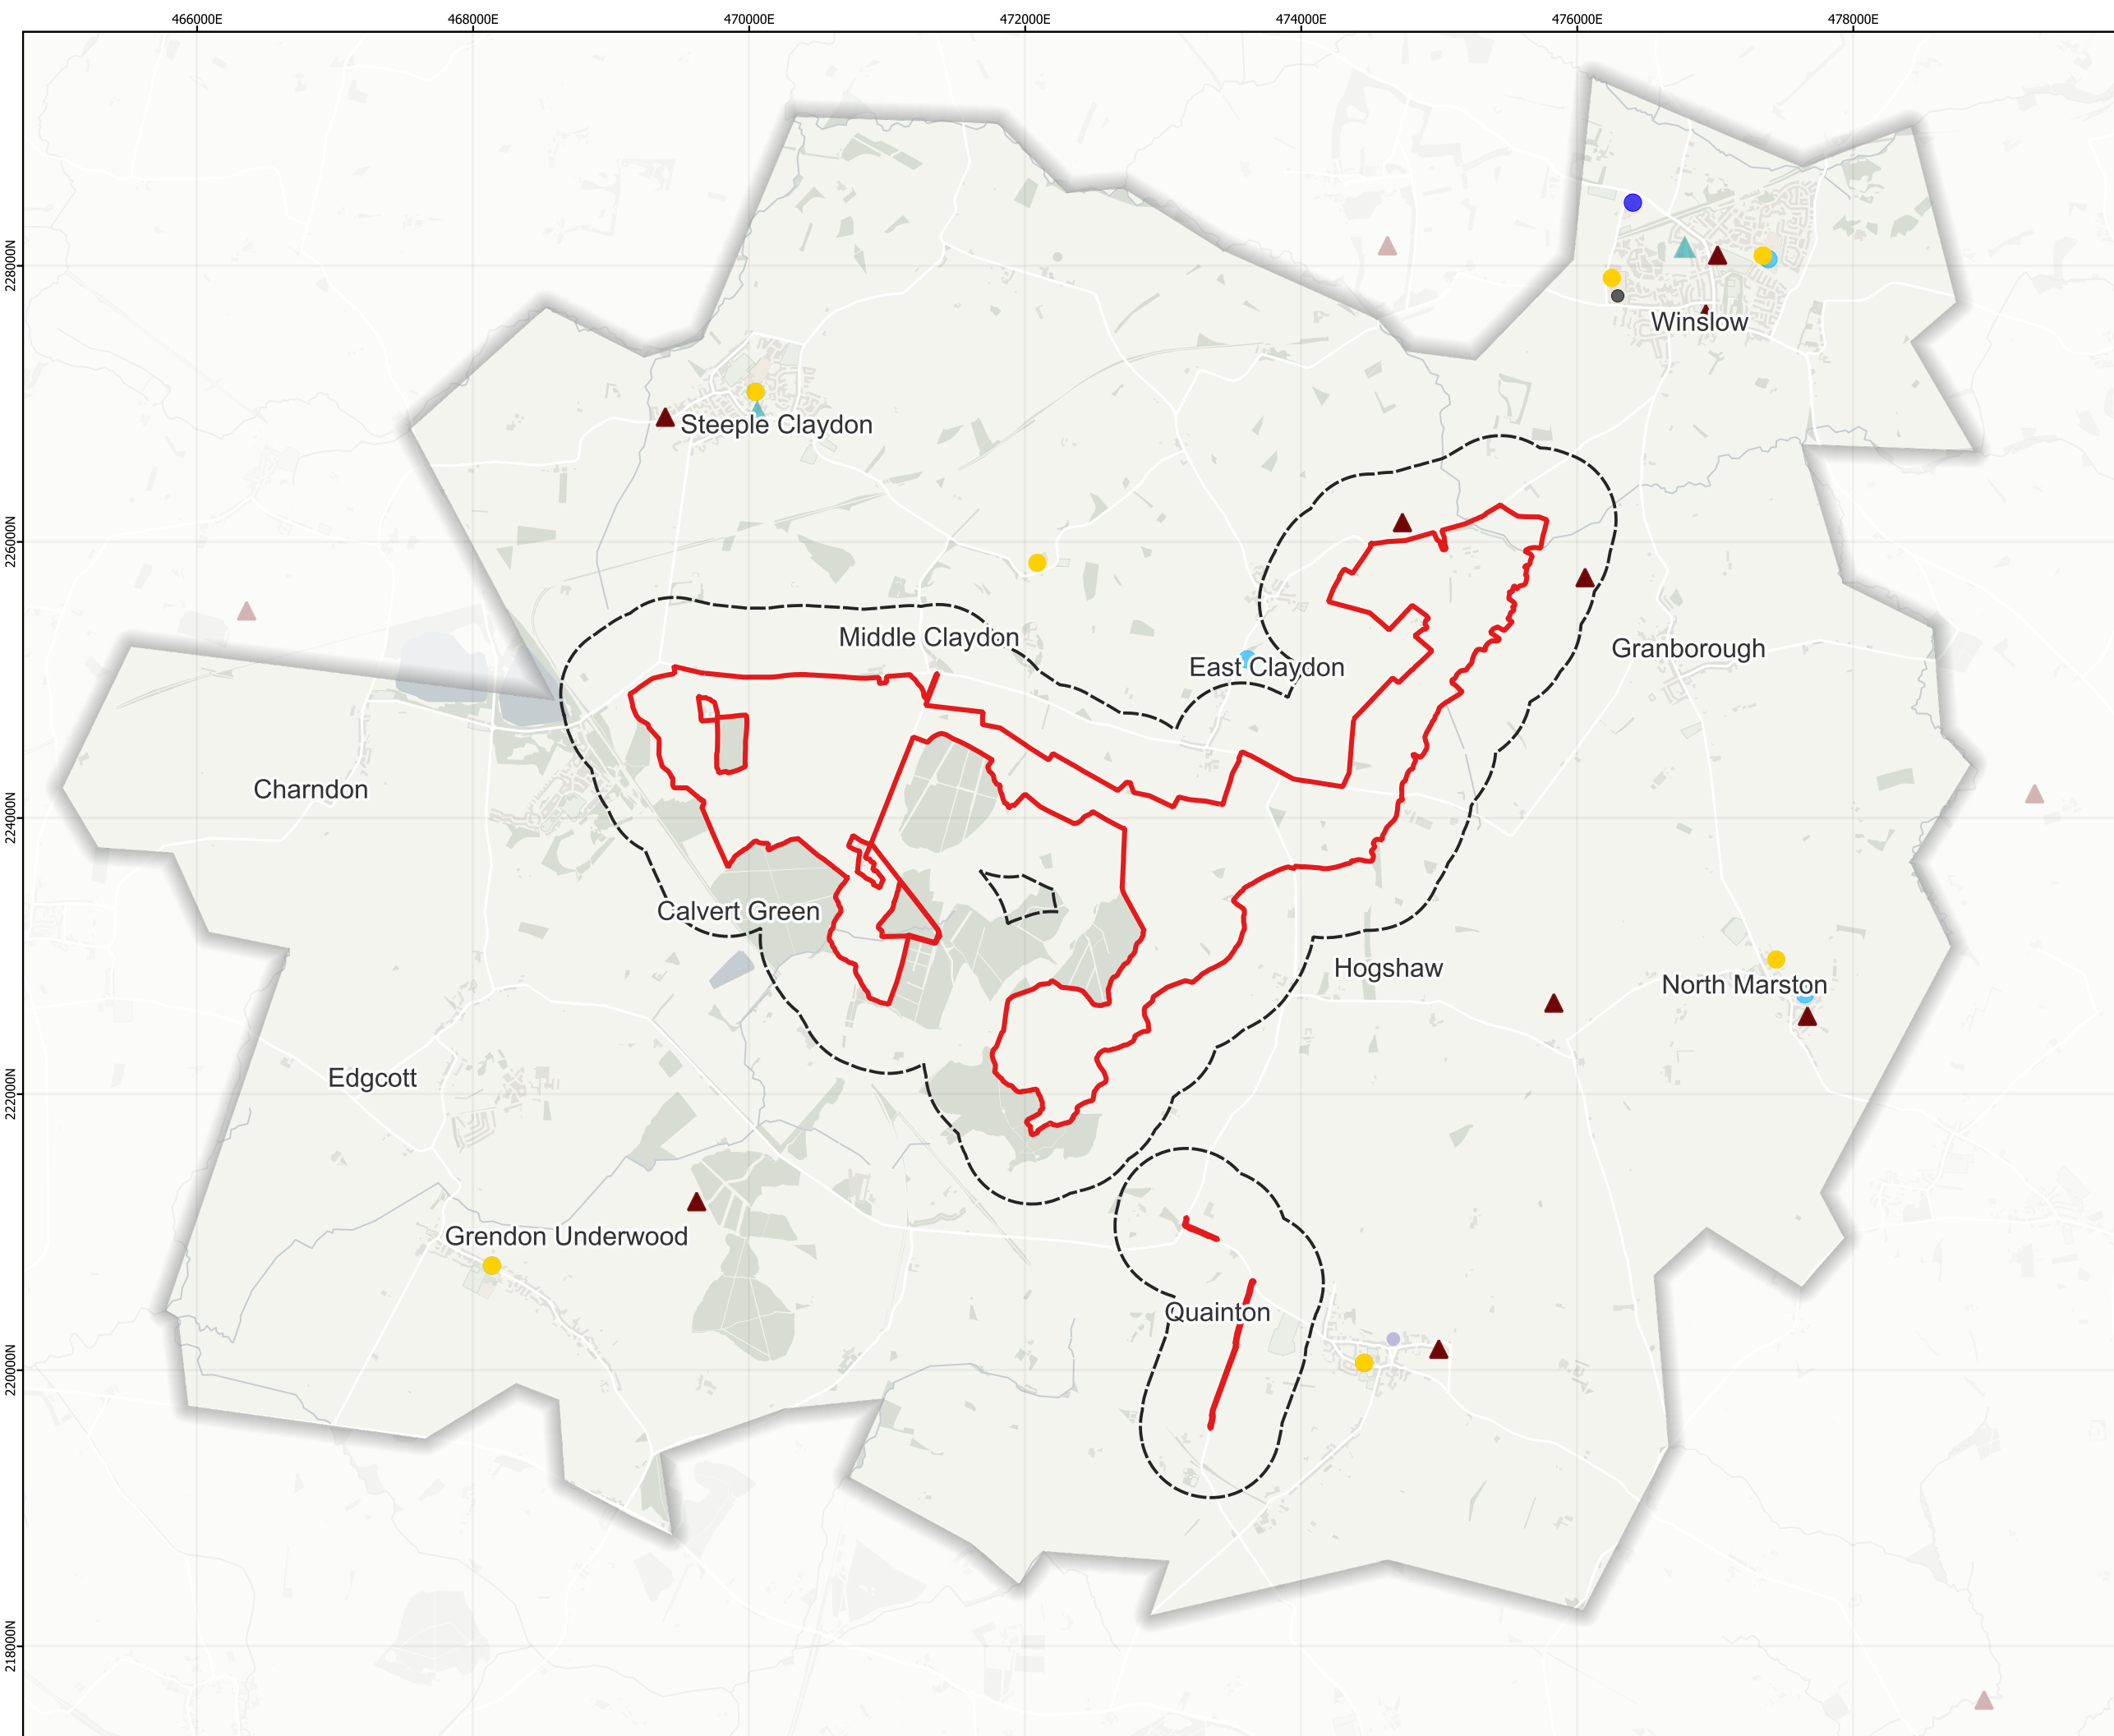 466000E
468000E
470000E
472000E
474000E
476000E
478000E
228000N
226000N
224000N
222000N
220000N
218000N
Winslow
Steeple Claydon
Middle Claydon
East Claydon
Granborough
Charndon
Calvert Green
Hogshaw
North Marston
Edgcott
Grendon Underwood
Quainton